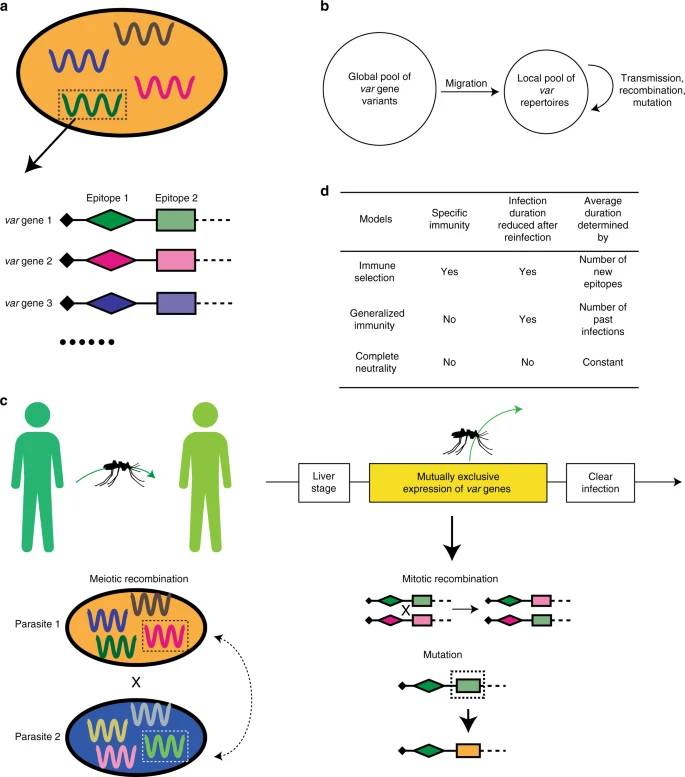 a
Epitope 1 Epitope 2
var gene 1
var gene 2
var gene 3
b
Global pool of
var gene
variants
Migration
Local pool of
var
repertoires
Transmission,
recombination,
mutation
d
Models
Specific
immunity
Infection
duration
reduced after
reinfection
Average
duration
determined
by
Immune
selection
Yes
Yes
Number of
new
epitopes
Generalized
immunity
No
Yes
Number of
past
infections
Complete
neutrality
No
No
Constant
c
Liver
stage
Mutually exclusive
expression of var genes
Clear
infection
Meiotic recombination
Parasite 1
X
Parasite 2
Mitotic recombination
X
Mutation